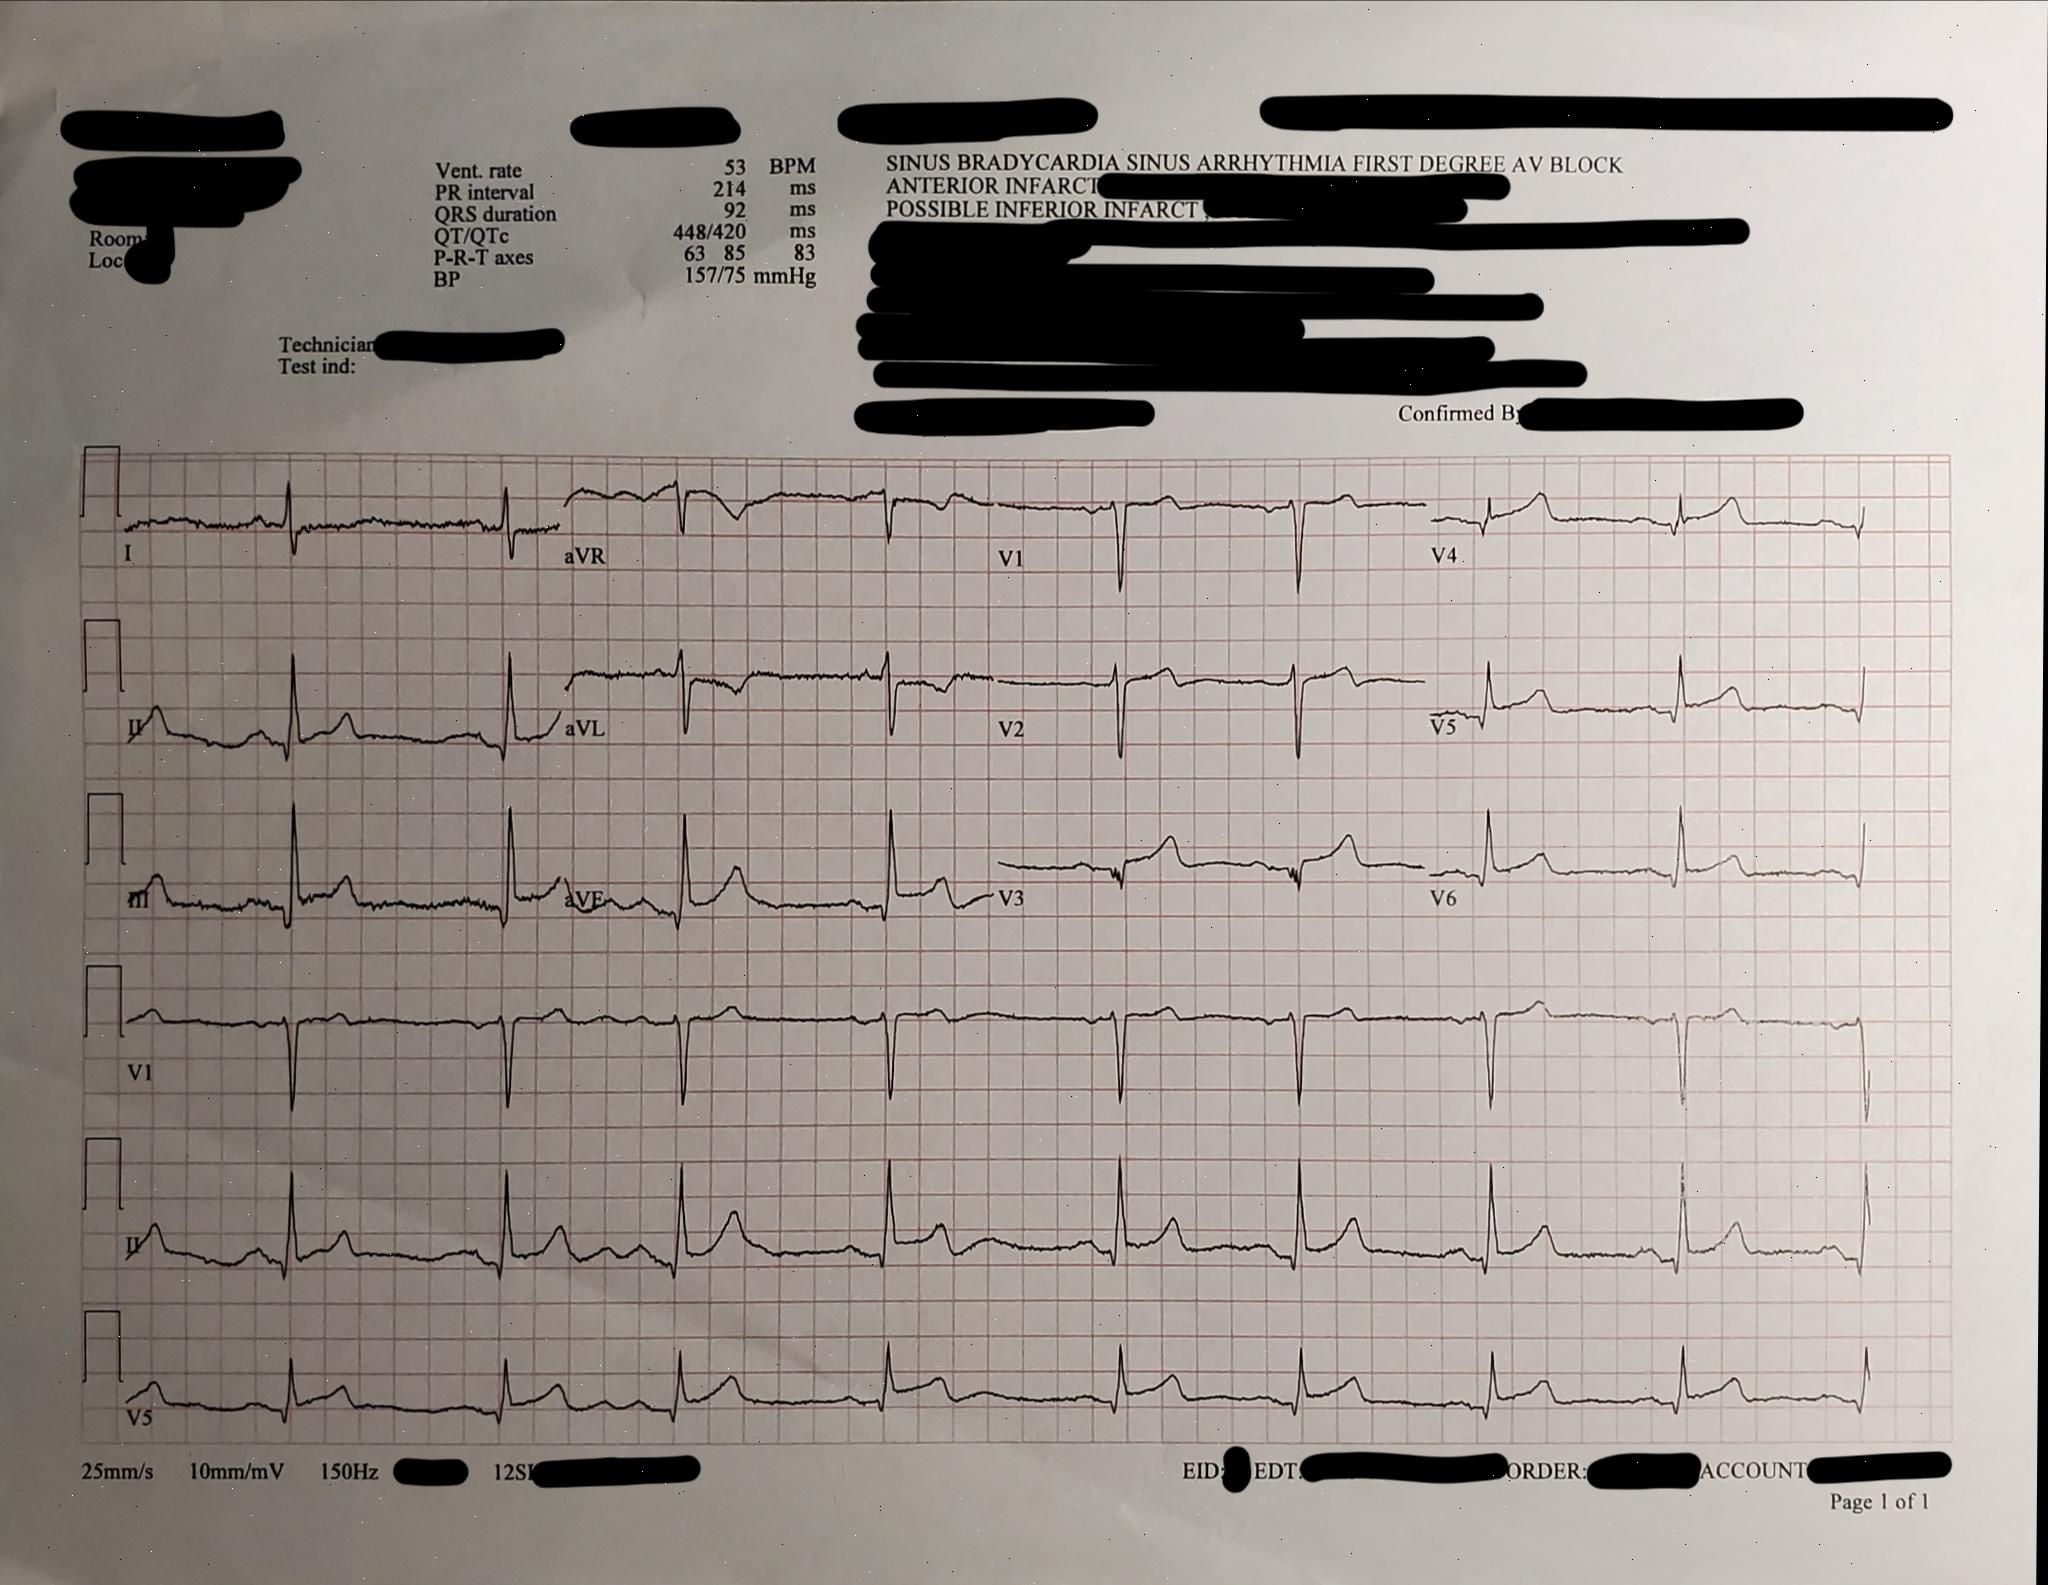 Vent. rate 53 BPM
PR interval 214 ms
QRS duration 92 ms
QT/QTc 448/420 ms
P-R-T axes 63 85 83
BP 157/75 mmHg
SINUS BRADYCARDIA SINUS ARRHYTHMIA FIRST DEGREE AV BLOCK
ANTERIOR INFARCT
POSSIBLE INFERIOR INFARCT ,
Room
Loc
Technician
Test ind:
Confirmed By
I aVR V1 V4
II aVL V2 V5
III aVF V3 V6
V1
II
V5
25mm/s 10mm/mV 150Hz 12SL EID: EDT: ORDER: ACCOUNT
Page 1 of 1